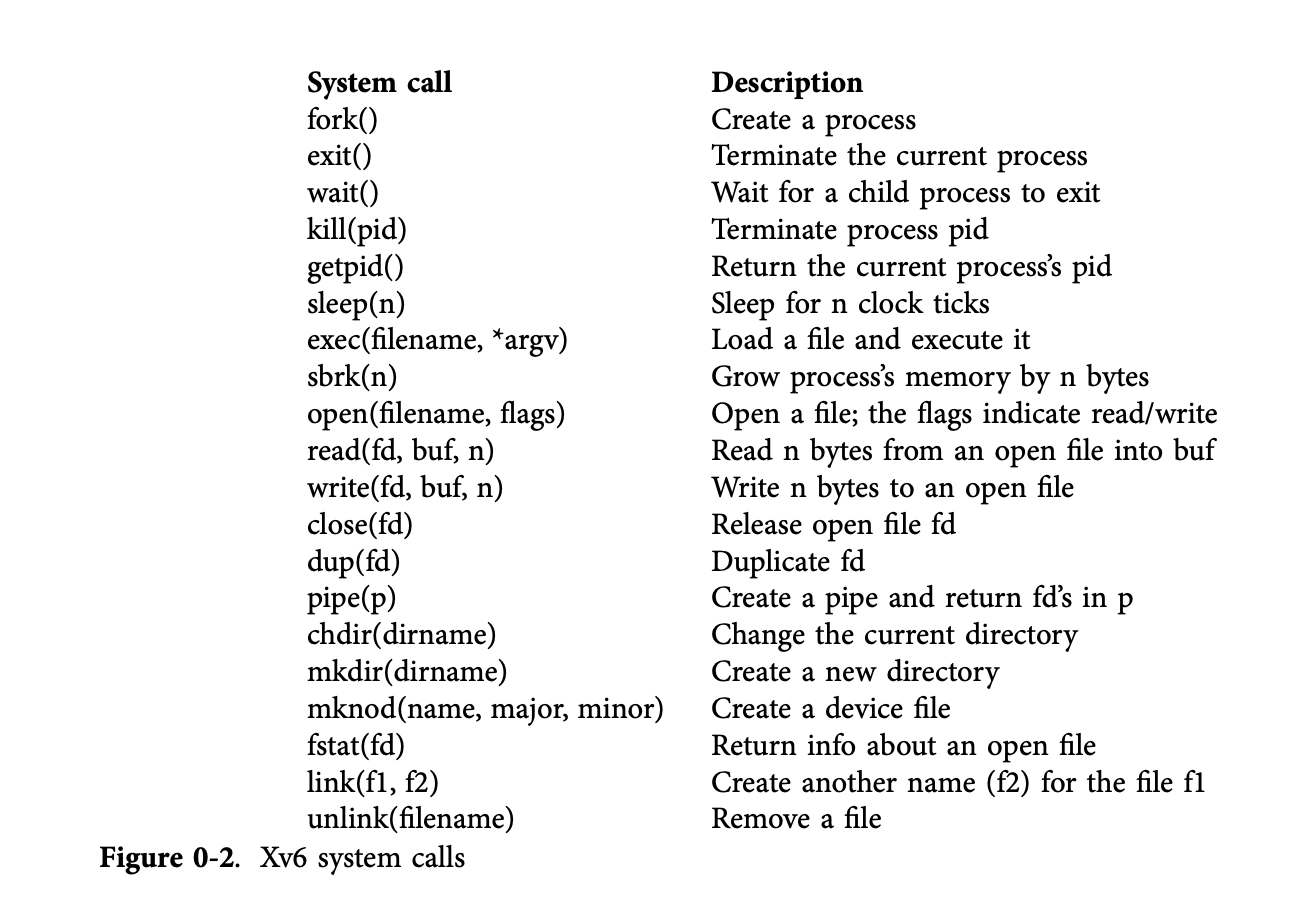 System call Description
fork() Create a process
exit() Terminate the current process
wait() Wait for a child process to exit
kill(pid) Terminate process pid
getpid() Return the current process’s pid
sleep(n) Sleep for n clock ticks
exec(filename, *argv) Load a file and execute it
sbrk(n) Grow process’s memory by n bytes
open(filename, flags) Open a file; the flags indicate read/write
read(fd, buf, n) Read n bytes from an open file into buf
write(fd, buf, n) Write n bytes to an open file
close(fd) Release open file fd
dup(fd) Duplicate fd
pipe(p) Create a pipe and return fd’s in p
chdir(dirname) Change the current directory
mkdir(dirname) Create a new directory
mknod(name, major, minor) Create a device file
fstat(fd) Return info about an open file
link(f1, f2) Create another name (f2) for the file f1
unlink(filename) Remove a file
Figure 0-2. Xv6 system calls